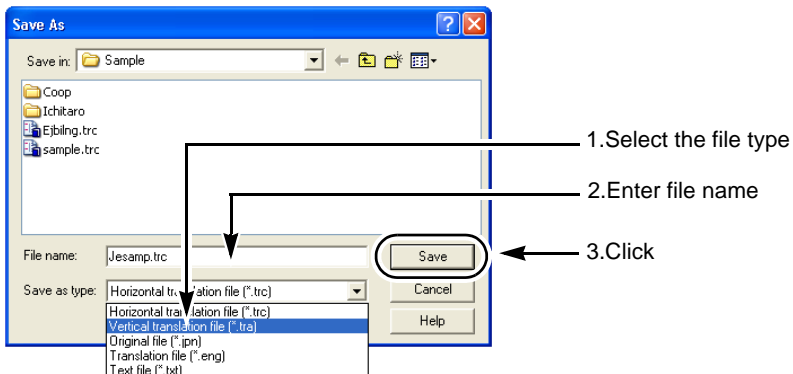 Save As
Save in: Sample
Coop
Ichitaro
Ejbilng.trc
sample.trc
1.Select the file type
2.Enter file name
File name: Jesamp.trc Save
3.Click
Save as type: Horizontal translation file (*.trc) Cancel
Horizontal translation file (*.trc)
Vertical translation file (*.tra)
Help
Original file (*.jpn)
Translation file (*.eng)
Text file (*.txt)